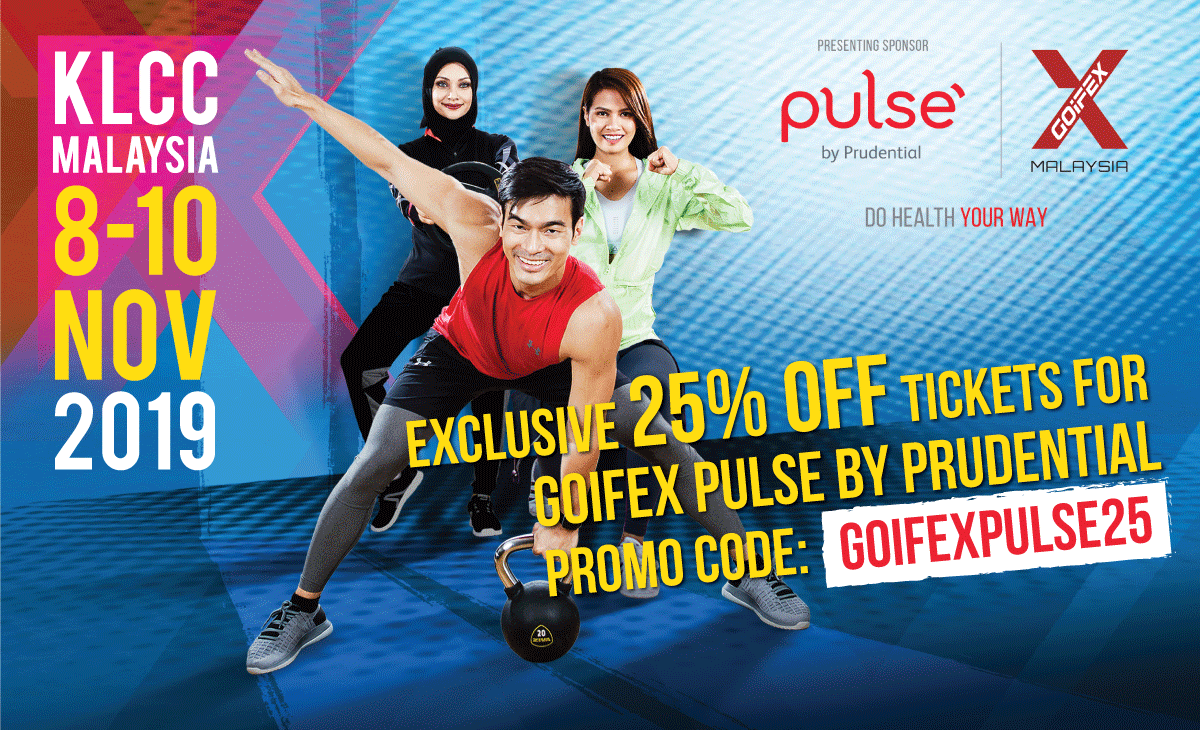 KLCC
MALAYSIA
8-10
NOV
2019
PRESENTING SPONSOR
pulse
by Prudential
GOiFEX
X
MALAYSIA
DO HEALTH YOUR WAY
EXCLUSIVE 25% OFF TICKETS FOR
GOIFEX PULSE BY PRUDENTIAL
PROMO CODE: GOIFEXPULSE25
20